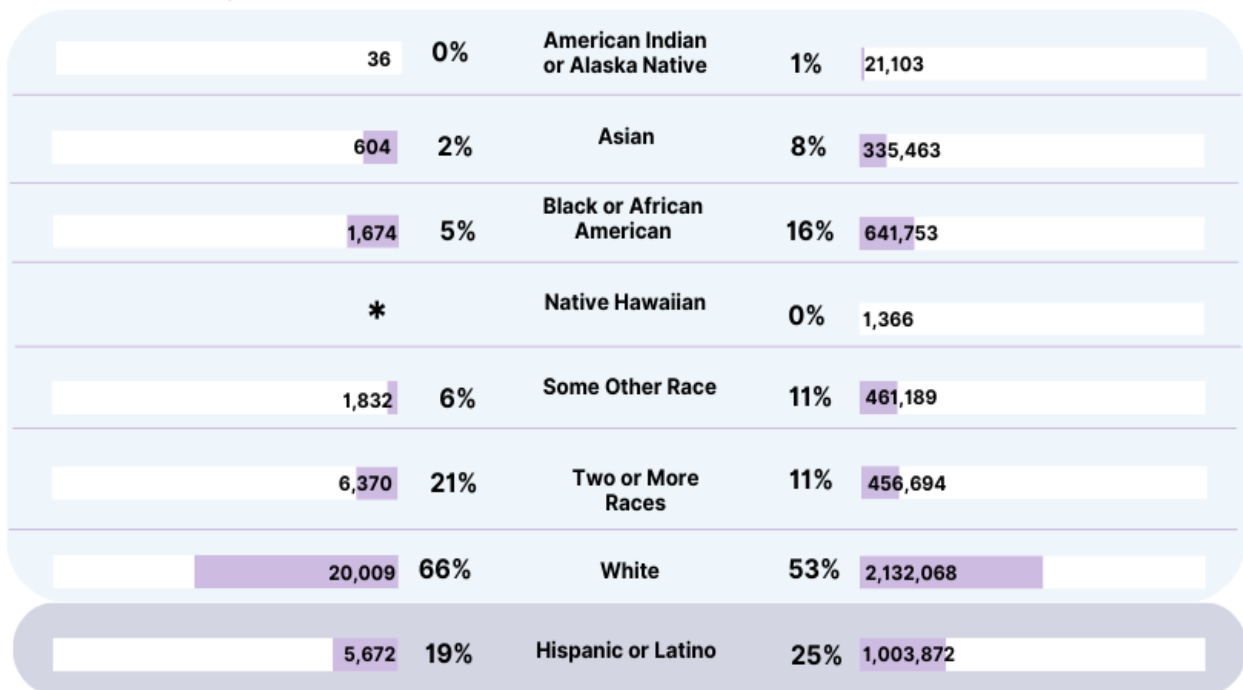 36 0% American Indian or Alaska Native 1% 21,103
604 2% Asian 8% 335,463
1,674 5% Black or African American 16% 641,753
* Native Hawaiian 0% 1,366
1,832 6% Some Other Race 11% 461,189
6,370 21% Two or More Races 11% 456,694
20,009 66% White 53% 2,132,068
5,672 19% Hispanic or Latino 25% 1,003,872